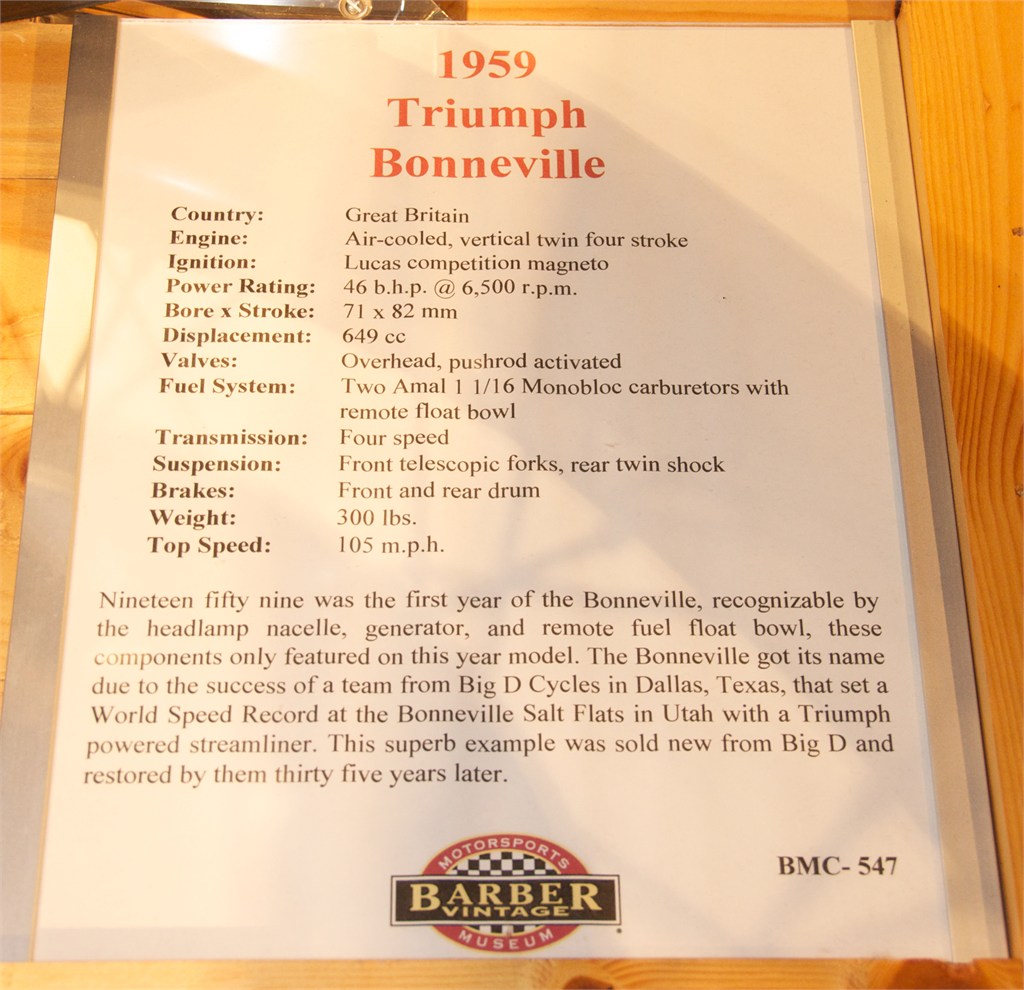 1959
Triumph
Bonneville
Country: Great Britain
Engine: Air-cooled, vertical twin four stroke
Ignition: Lucas competition magneto
Power Rating: 46 b.h.p. @ 6,500 r.p.m.
Bore x Stroke: 71 x 82 mm
Displacement: 649 cc
Valves: Overhead, pushrod activated
Fuel System: Two Amal 1 1/16 Monobloc carburetors with
remote float bowl
Transmission: Four speed
Suspension: Front telescopic forks, rear twin shock
Brakes: Front and rear drum
Weight: 300 lbs.
Top Speed: 105 m.p.h.
Nineteen fifty nine was the first year of the Bonneville, recognizable by
the headlamp nacelle, generator, and remote fuel float bowl, these
components only featured on this year model. The Bonneville got its name
due to the success of a team from Big D Cycles in Dallas, Texas, that set a
World Speed Record at the Bonneville Salt Flats in Utah with a Triumph
powered streamliner. This superb example was sold new from Big D and
restored by them thirty five years later.
MOTORSPORTS
BARBER
VINTAGE
MUSEUM
BMC- 547